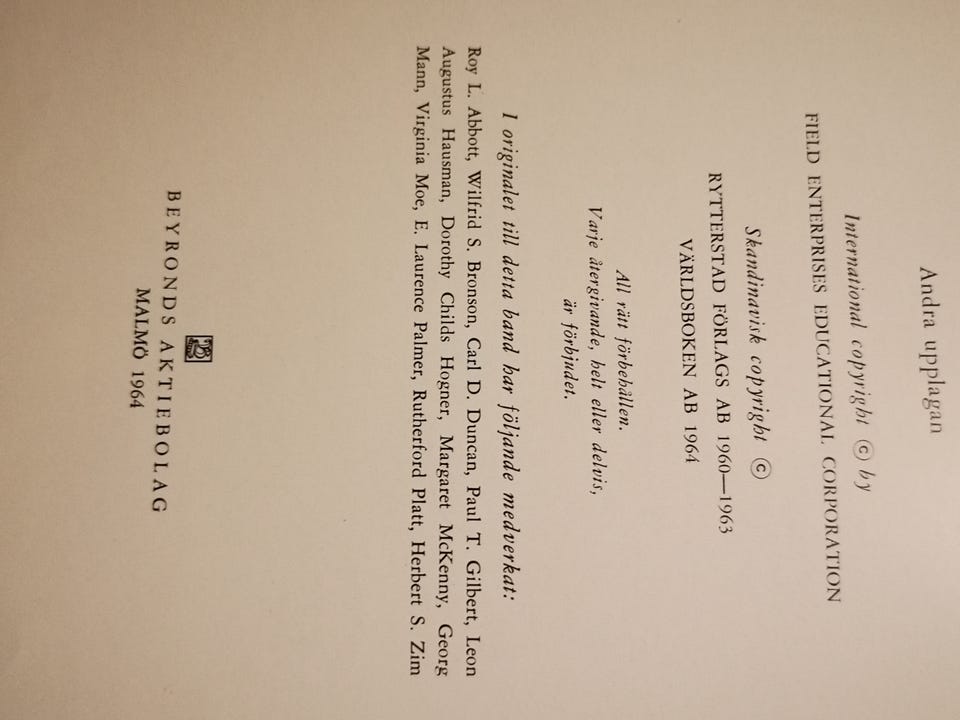 Andra upplagan
International copyright © by
FIELD ENTERPRISES EDUCATIONAL CORPORATION
Skandinavisk copyright ©
RYTTERSTAD FÖRLAGS AB 1960—1963
VÄRLDSBOKEN AB 1964
All rätt förbehållen.
Varje återgivande, helt eller delvis,
är förbjudet.
I originalet till detta band har följande medverkat:
Roy L. Abbott, Wilfrid S. Bronson, Carl D. Duncan, Paul T. Gilbert, Leon
Augustus Hausman, Dorothy Childs Hogner, Margaret McKenny, Georg
Mann, Virginia Moe, E. Laurence Palmer, Rutherford Platt, Herbert S. Zim
BEYRONDS AKTIEBOLAG
MALMÖ 1964